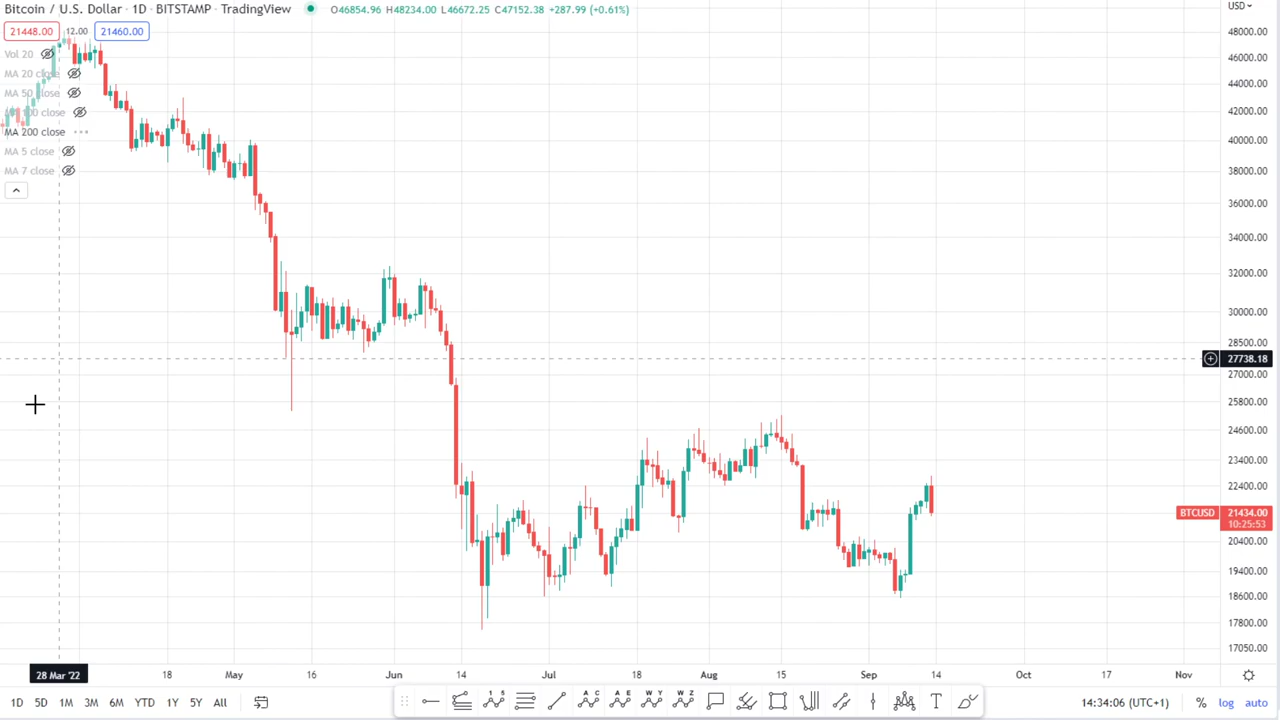 Bitcoin / U.S. Dollar · 1D · BITSTAMP · TradingView O46854.96 H48234.00 L46672.25 C47152.38 +287.99 (+0.61%)
USD
21448.00 12.00 21460.00
Vol 20
MA 20 close
MA 50 close
MA 100 close
MA 200 close
MA 5 close
MA 7 close
48000.00
46000.00
44000.00
42000.00
40000.00
38000.00
36000.00
34000.00
32000.00
30000.00
28500.00
27738.18
27000.00
25800.00
24600.00
23400.00
22400.00
BTCUSD 21434.00
10:25:53
20400.00
19400.00
18600.00
17800.00
17050.00
28 Mar '22 18 May 16 Jun 14 Jul 18 Aug 15 Sep 14 Oct 17 Nov
1D 5D 1M 3M 6M YTD 1Y 5Y All
1 5 A C A E W Y W Z T
14:34:06 (UTC+1) % log auto